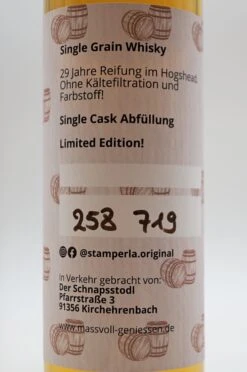 Single Grain Whisky
29 Jahre Reifung im Hogshead.
Ohne Kältefiltration und
Farbstoff!
Single Cask Abfüllung
Limited Edition!
258 719
@stamperla.original
In Verkehr gebracht von:
Der Schnapsstodl
Pfarrstraße 3
91356 Kirchehrenbach
www.massvoll-geniessen.de